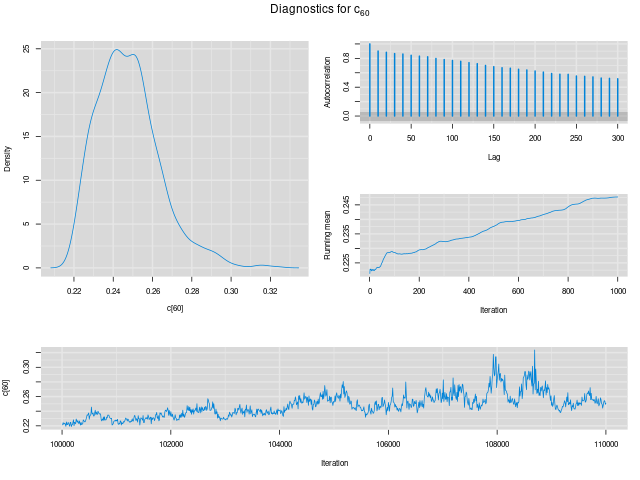 Diagnostics for c60
Density
0 5 10 15 20 25
0.22 0.24 0.26 0.28 0.30 0.32
c[60]
Autocorrelation
0.0 0.4 0.8
0 50 100 150 200 250 300
Lag
Running mean
0.225 0.235 0.245
0 200 400 600 800 1000
Iteration
c[60]
0.22 0.26 0.30
100000 102000 104000 106000 108000 110000
Iteration